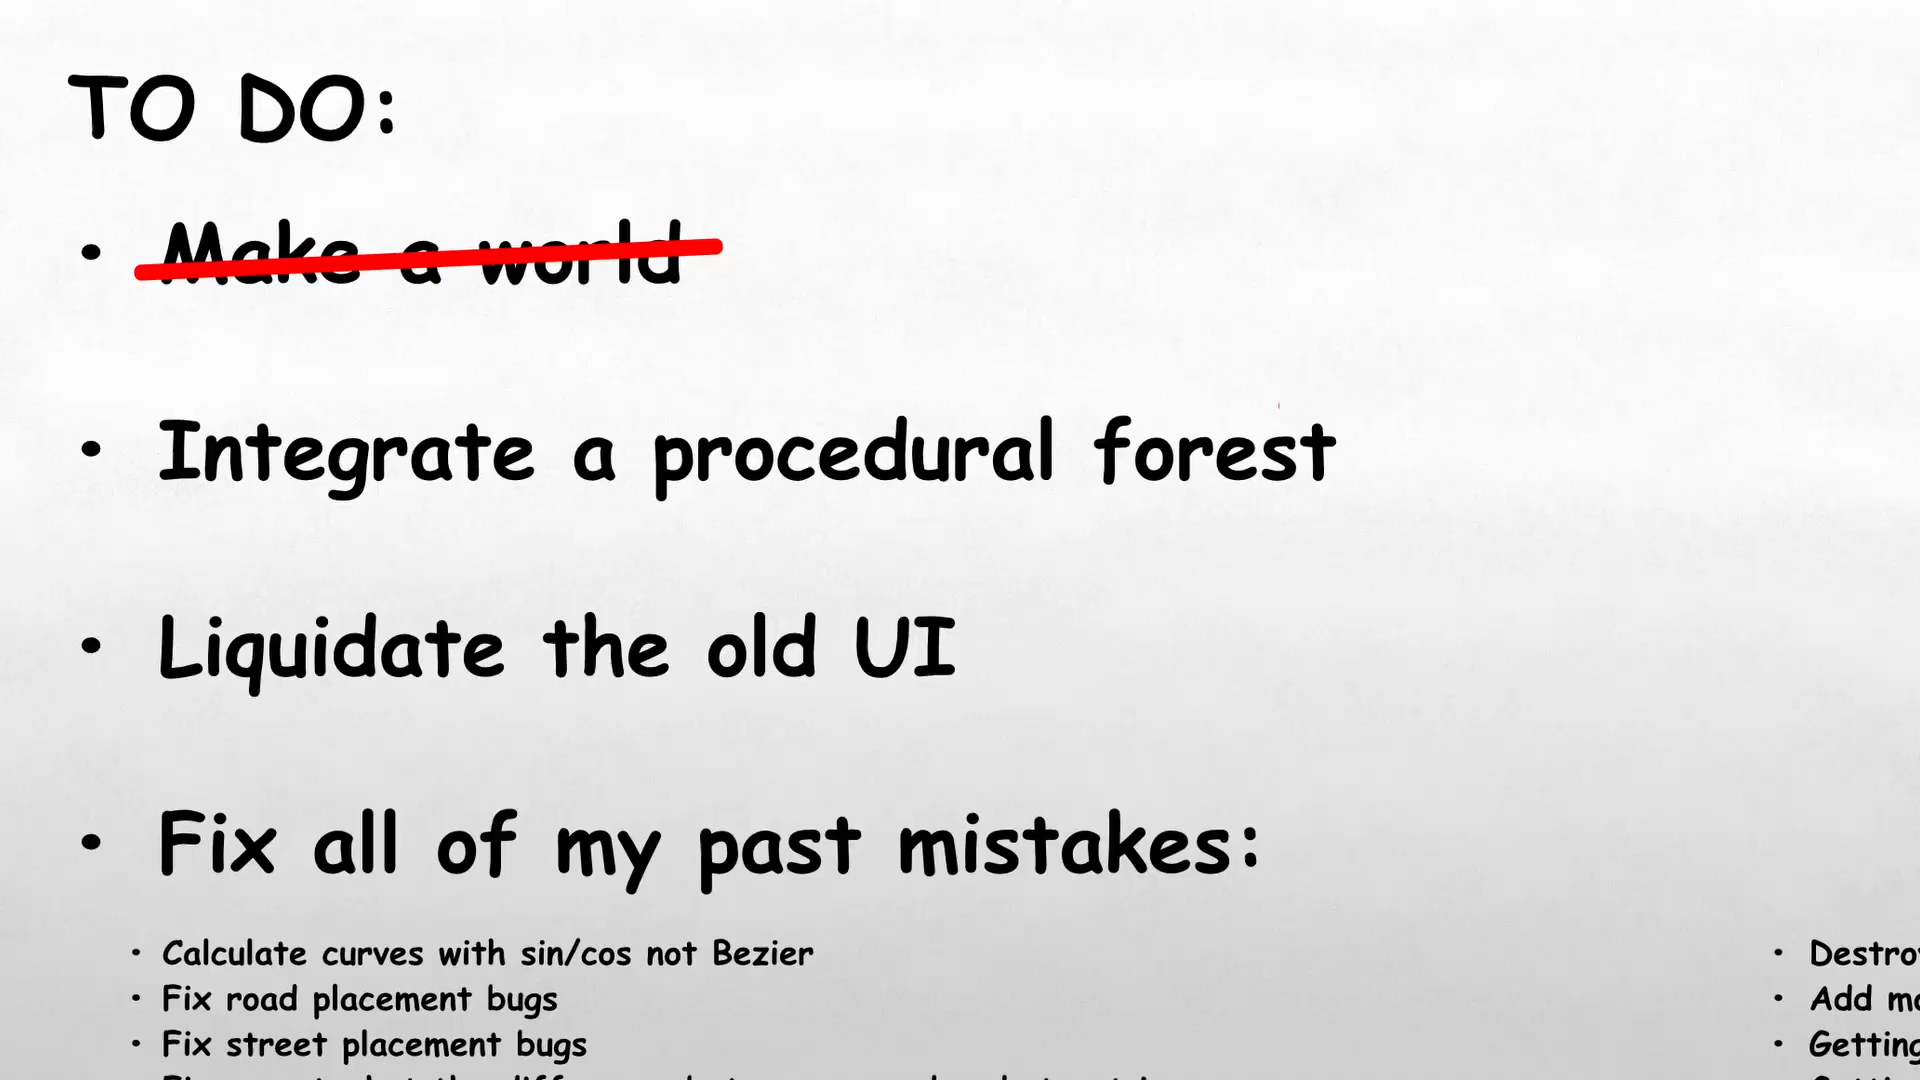 TO DO:
• Make a world
• Integrate a procedural forest
• Liquidate the old UI
• Fix all of my past mistakes:
• Calculate curves with sin/cos not Bezier
• Fix road placement bugs
• Fix street placement bugs
• Add
• Getting